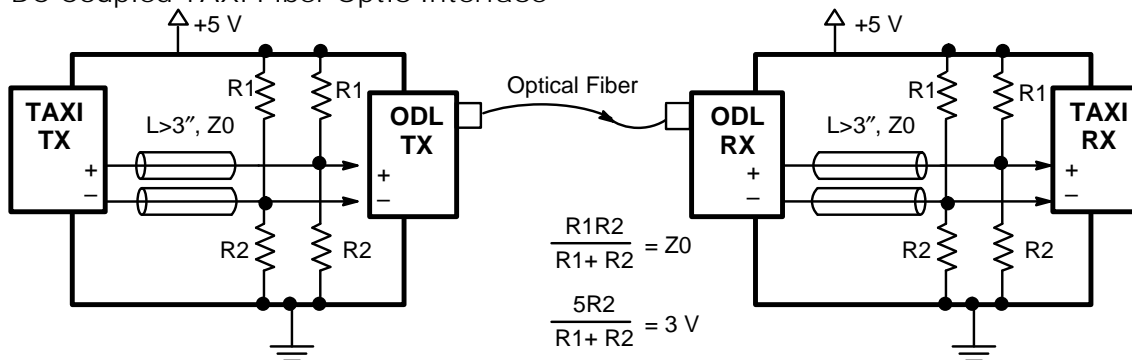 DC-Coupled TAXI Fiber Optic Interface
+5 V
+5 V
R1
R1
Optical Fiber
R1
R1
TAXI
TX
ODL
TX
ODL
RX
TAXI
RX
L>3″, Z0
L>3″, Z0
+
+
+
+
–
–
–
–
R2
R2
R2
R2
R1R2
R1+ R2
= Z0
5R2
R1+ R2
= 3 V